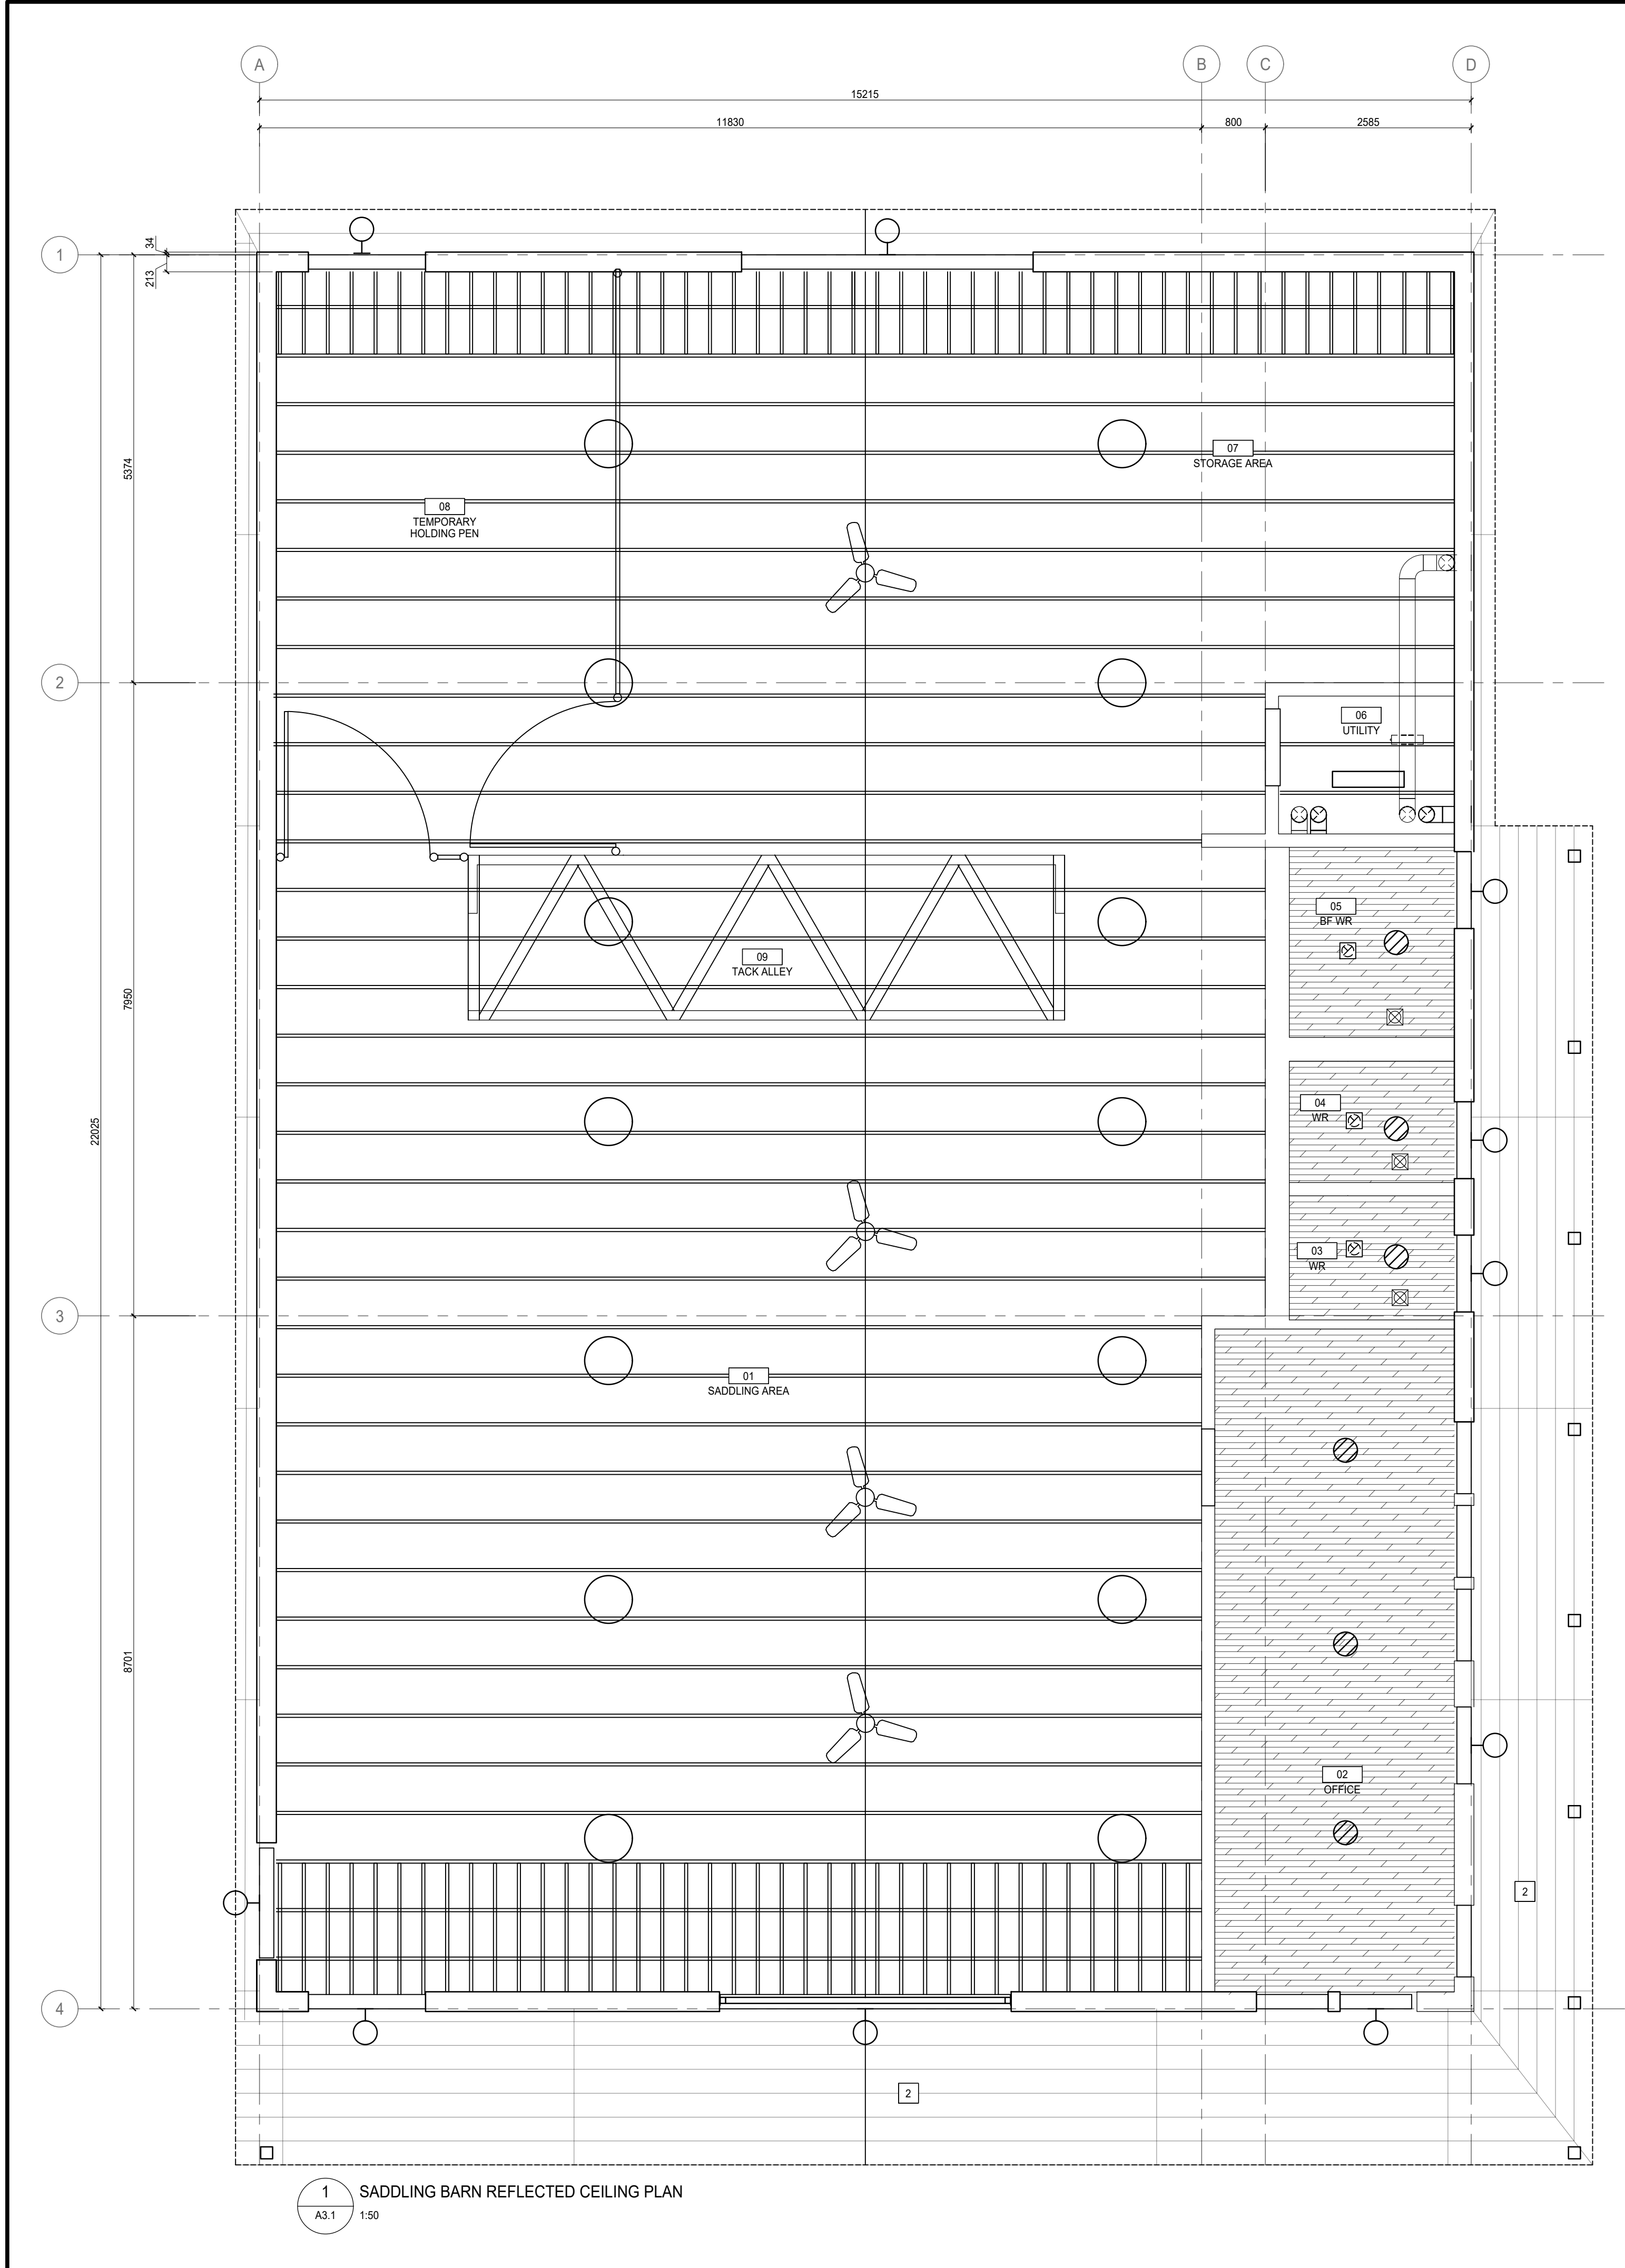 A
B
C
D
15215
11830
800
2585
1
34
213
5374
07
STORAGE AREA
08
TEMPORARY
HOLDING PEN
2
06
UTILITY
05
BF WR
09
TACK ALLEY
7950
04
WR
22025
03
WR
3
01
SADDLING AREA
8701
02
OFFICE
2
4
2
1
SADDLING BARN REFLECTED CEILING PLAN
A3.1
1:50